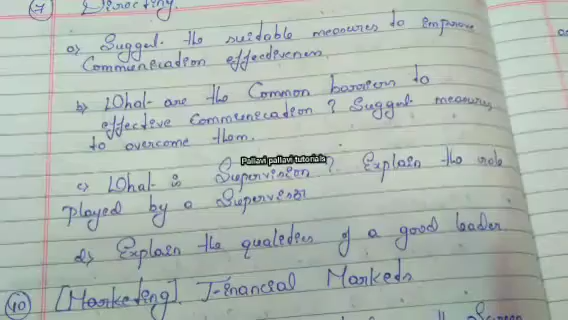 7 Directing
a) Suggest the suitable measures to improve
Communication effectiveness.
b) What are the Common barriers to
effective Communication? Suggest measures
to overcome them.
Pallavi pallavi tutorials
c) What is Supervision? Explain the role
played by a Supervisor
d) Explain the qualities of a good leader
10 [Marketing] Financial Markets
the